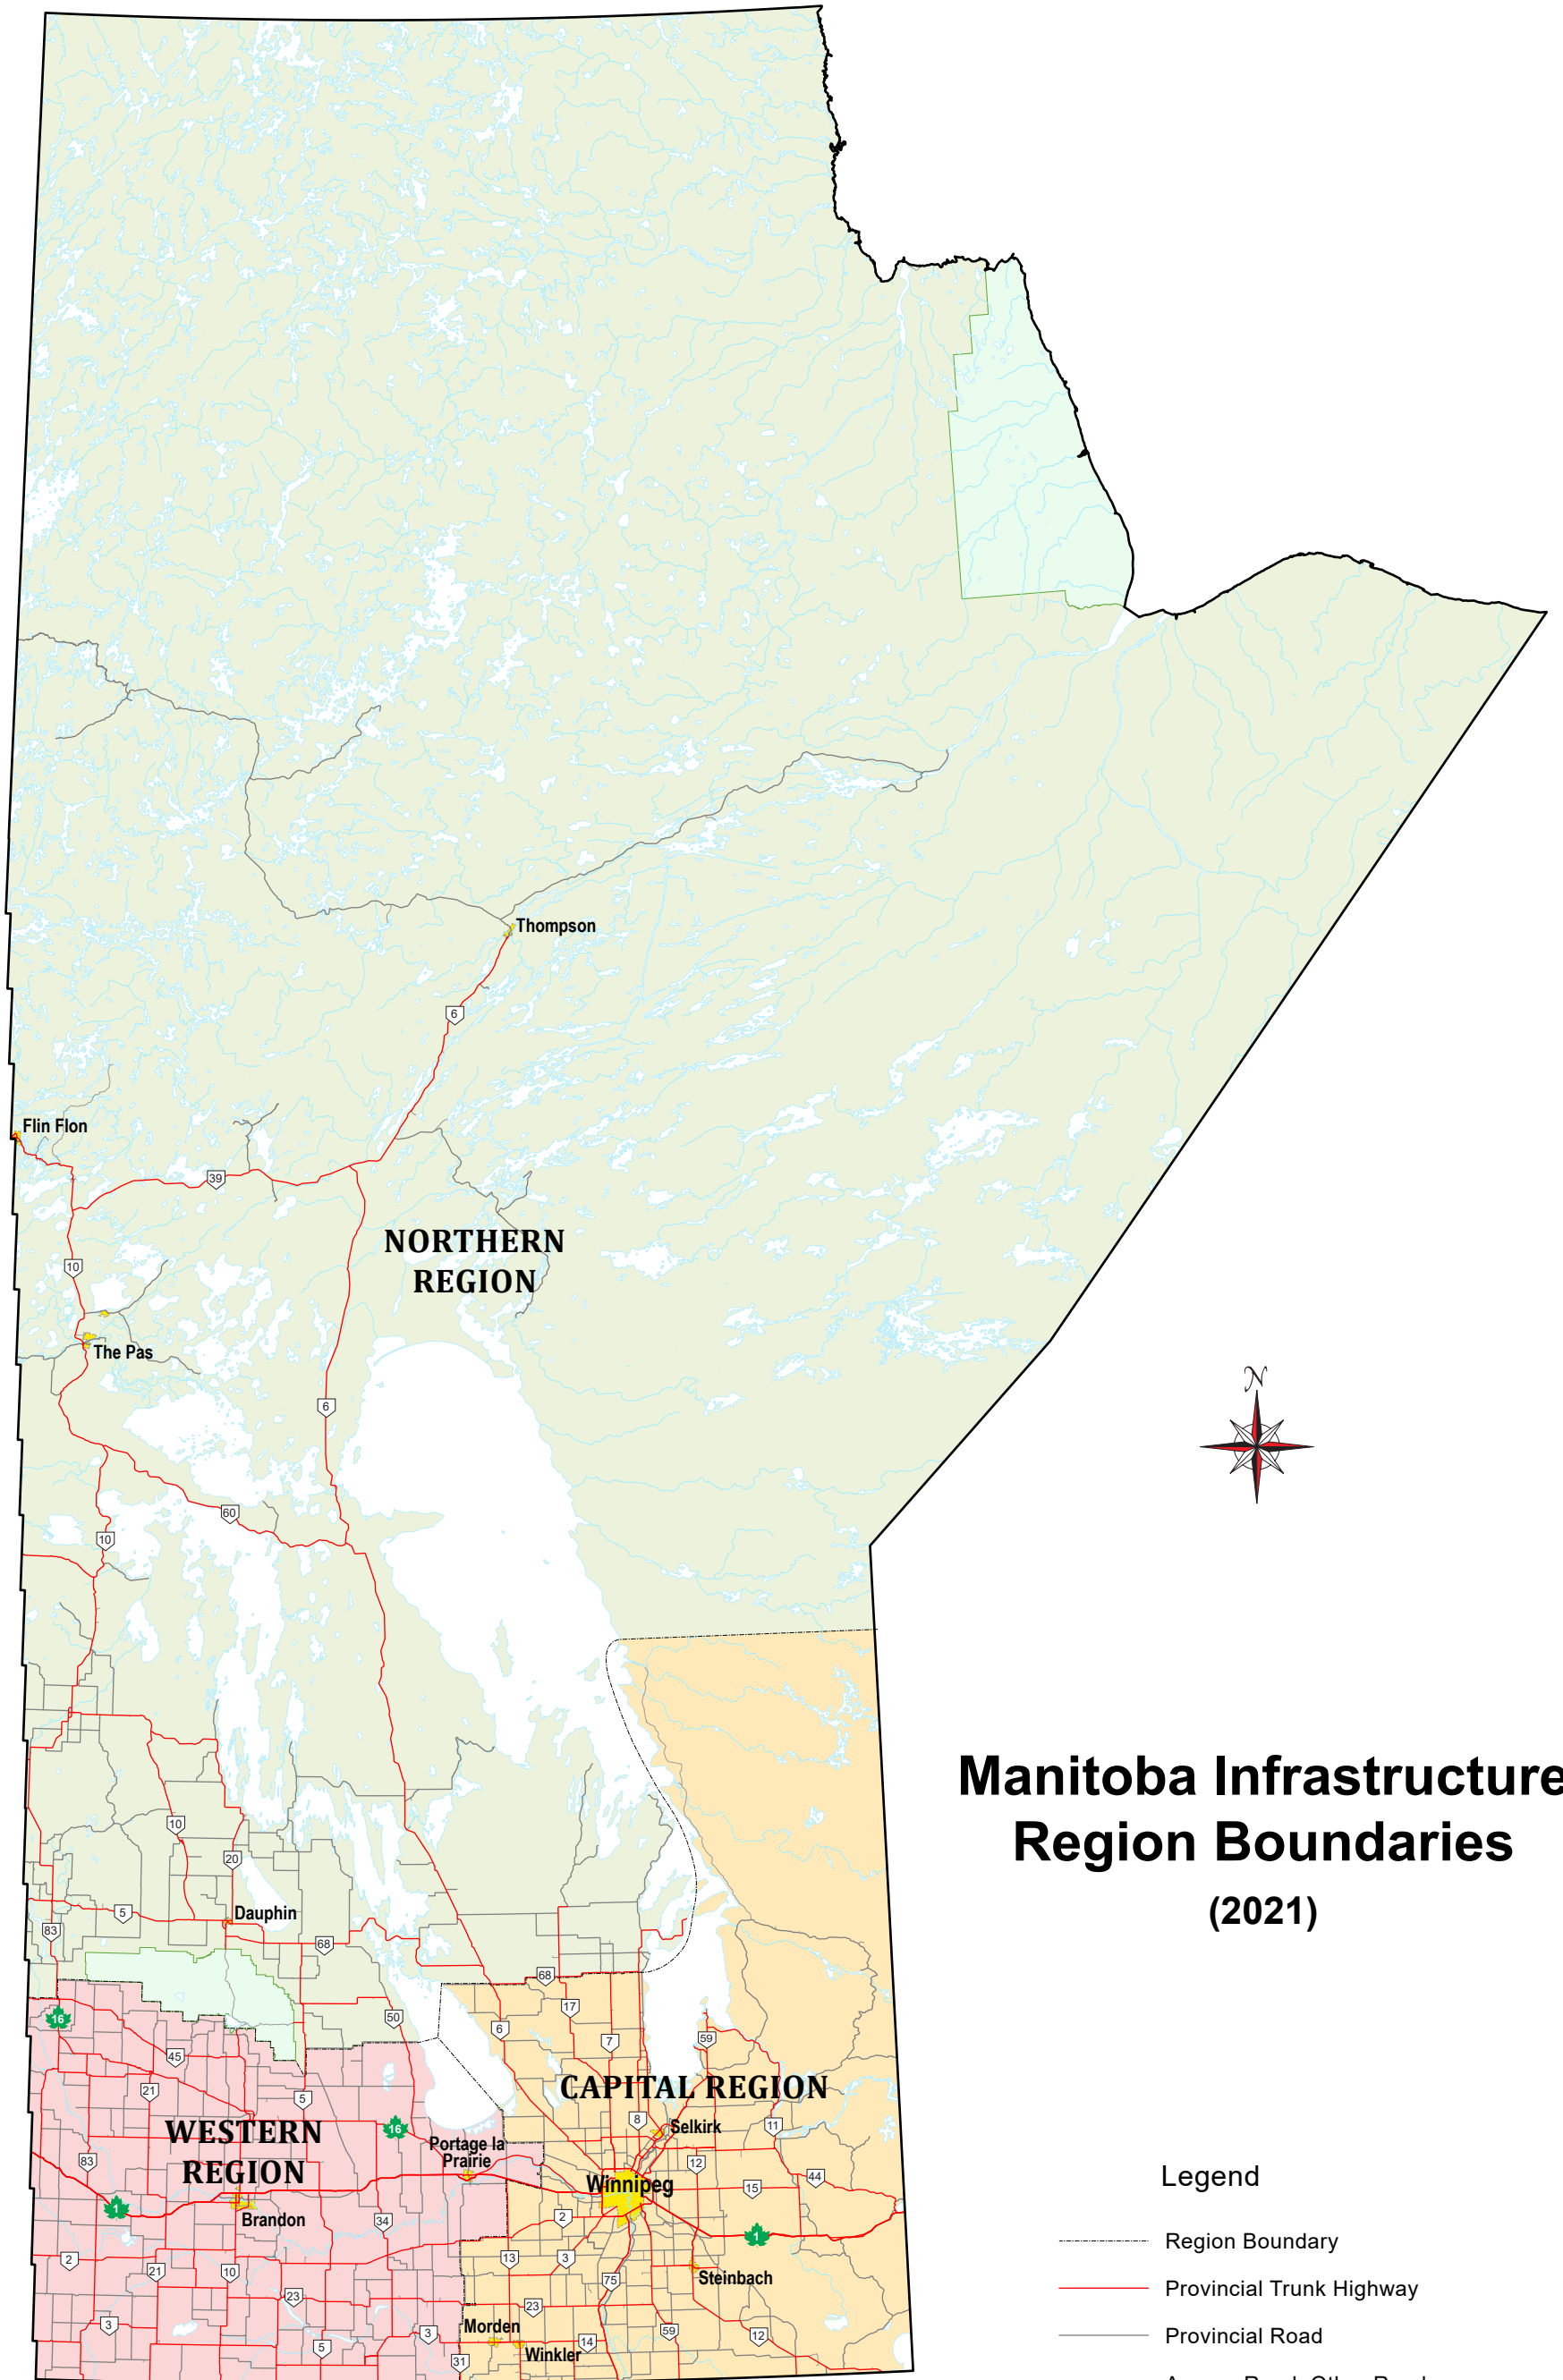 Thompson
6
Flin Flon
39
NORTHERN
REGION
10
The Pas
N
6
60
10
Manitoba Infrastructure
Region Boundaries
(2021)
10
20
5
Dauphin
83
68
68
16
50
17
6
7
59
45
21
5
CAPITAL REGION
16
8
Selkirk
11
WESTERN
REGION
Portage la
Prairie
83
12
44
Winnipeg
15
1
Brandon
34
2
1
2
21
10
13
3
75
Steinbach
23
23
3
5
3
Morden
14
59
12
Winkler
31
Legend
Region Boundary
Provincial Trunk Highway
Provincial Road